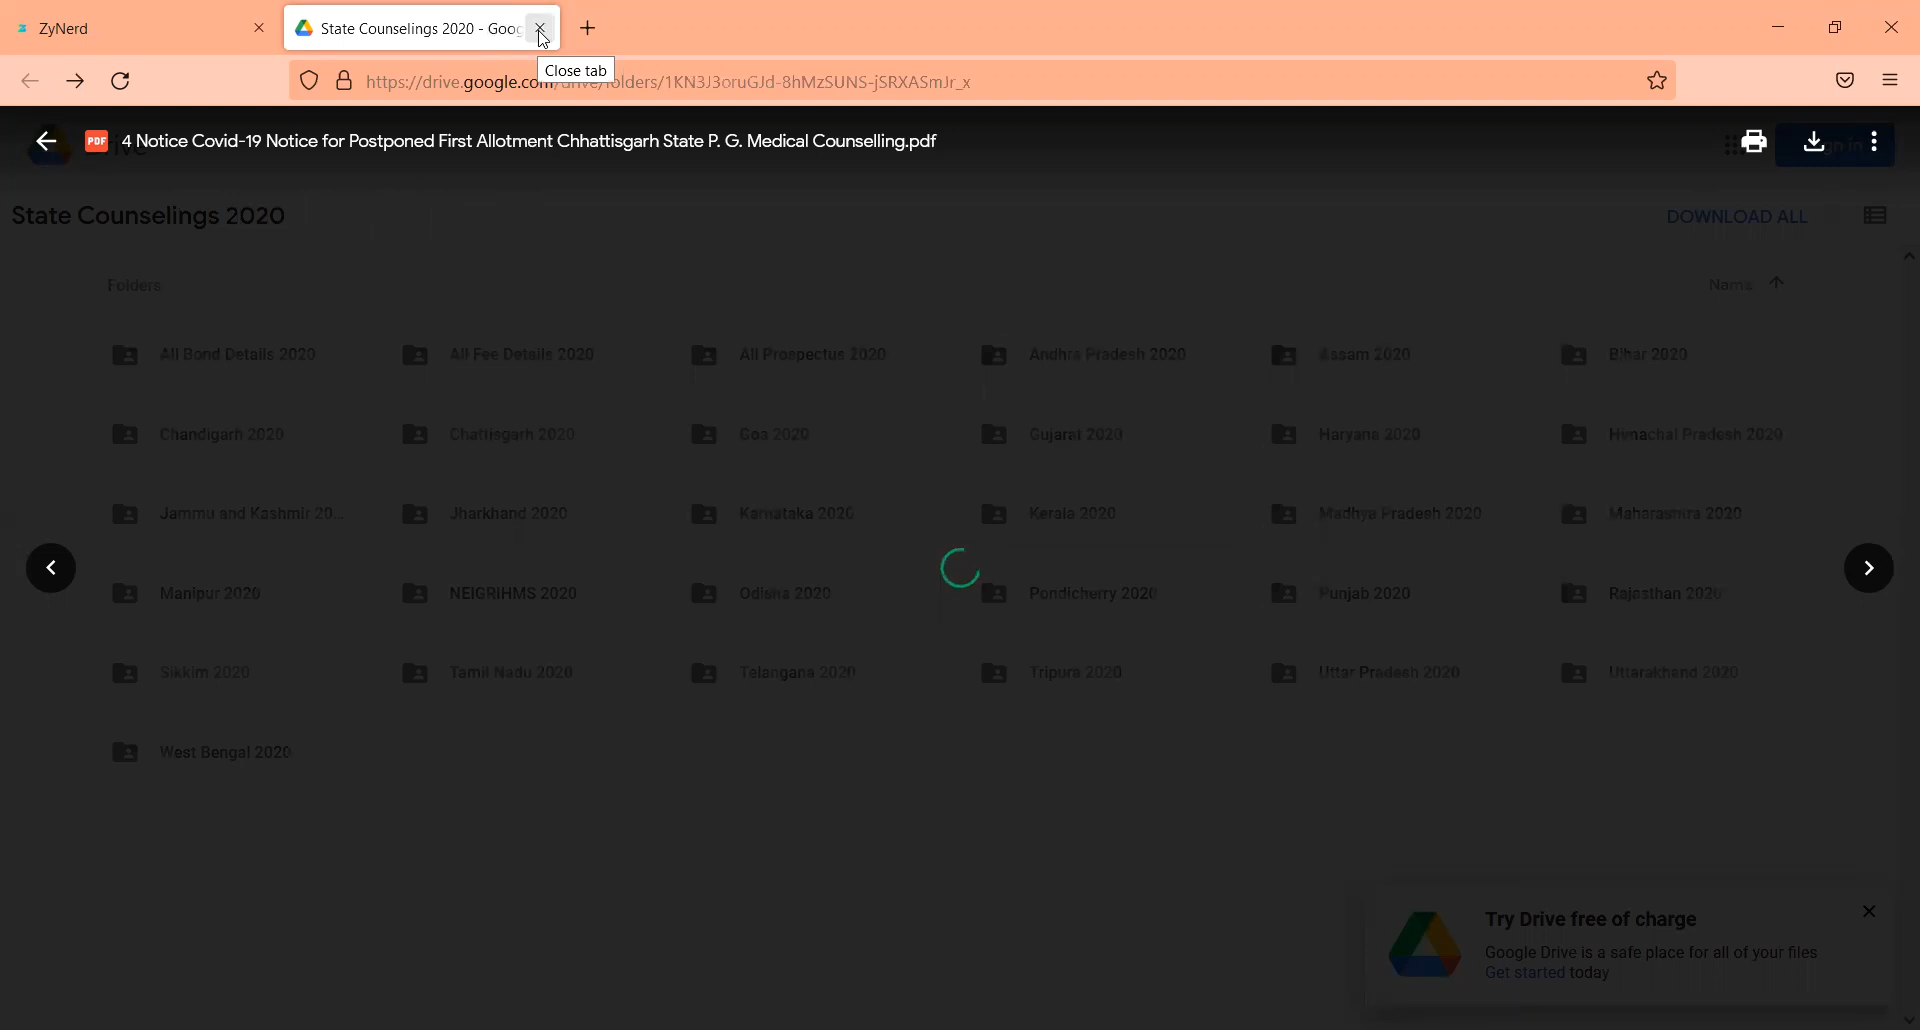 ZyNerd
State Counselings 2020 - Goog
Close tab
https://drive.google.com/drive/folders/1KN3J3oruGJd-8hMzSUNS-jSRXASmJr_x
PDF 4 Notice Covid-19 Notice for Postponed First Allotment Chhattisgarh State P. G. Medical Counselling.pdf
State Counselings 2020
DOWNLOAD ALL
Folders
Name
All Bond Details 2020
All Fee Details 2020
All Prospectus 2020
Andhra Pradesh 2020
Assam 2020
Bihar 2020
Chandigarh 2020
Chattisgarh 2020
Goa 2020
Gujarat 2020
Haryana 2020
Himachal Pradesh 2020
Jammu and Kashmir 20...
Jharkhand 2020
Karnataka 2020
Kerala 2020
Madhya Pradesh 2020
Maharashtra 2020
Manipur 2020
NEIGRIHMS 2020
Odisha 2020
Pondicherry 2020
Punjab 2020
Rajasthan 2020
Sikkim 2020
Tamil Nadu 2020
Telangana 2020
Tripura 2020
Uttar Pradesh 2020
Uttarakhand 2020
West Bengal 2020
Try Drive free of charge
Google Drive is a safe place for all of your files
Get started today